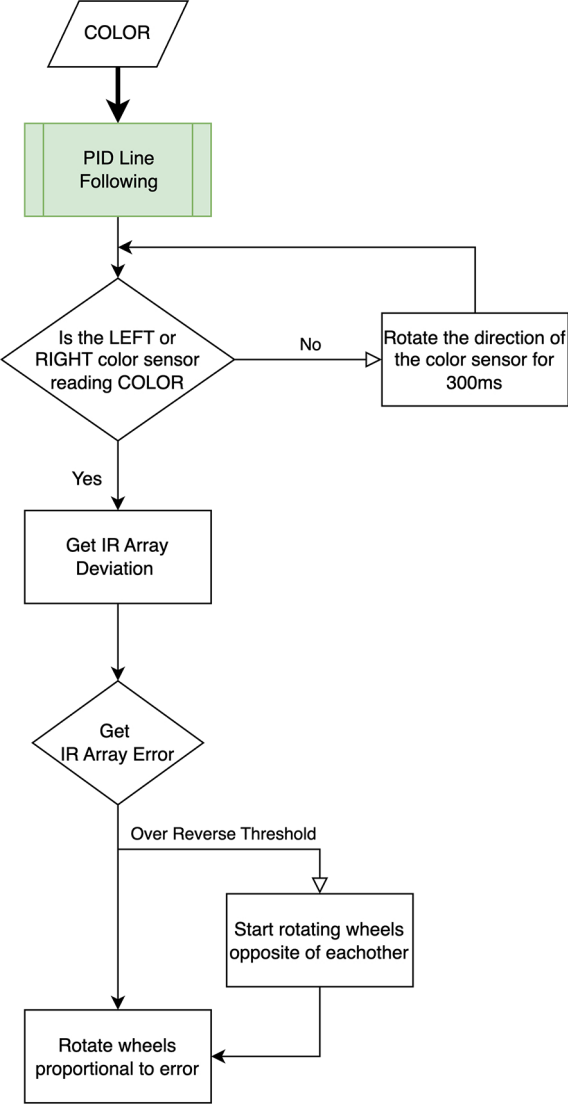 COLOR
PID Line
Following
Is the LEFT or
RIGHT color sensor
reading COLOR
No
Rotate the direction of
the color sensor for
300ms
Yes
Get IR Array
Deviation
Get
IR Array Error
Over Reverse Threshold
Start rotating wheels
opposite of eachother
Rotate wheels
proportional to error